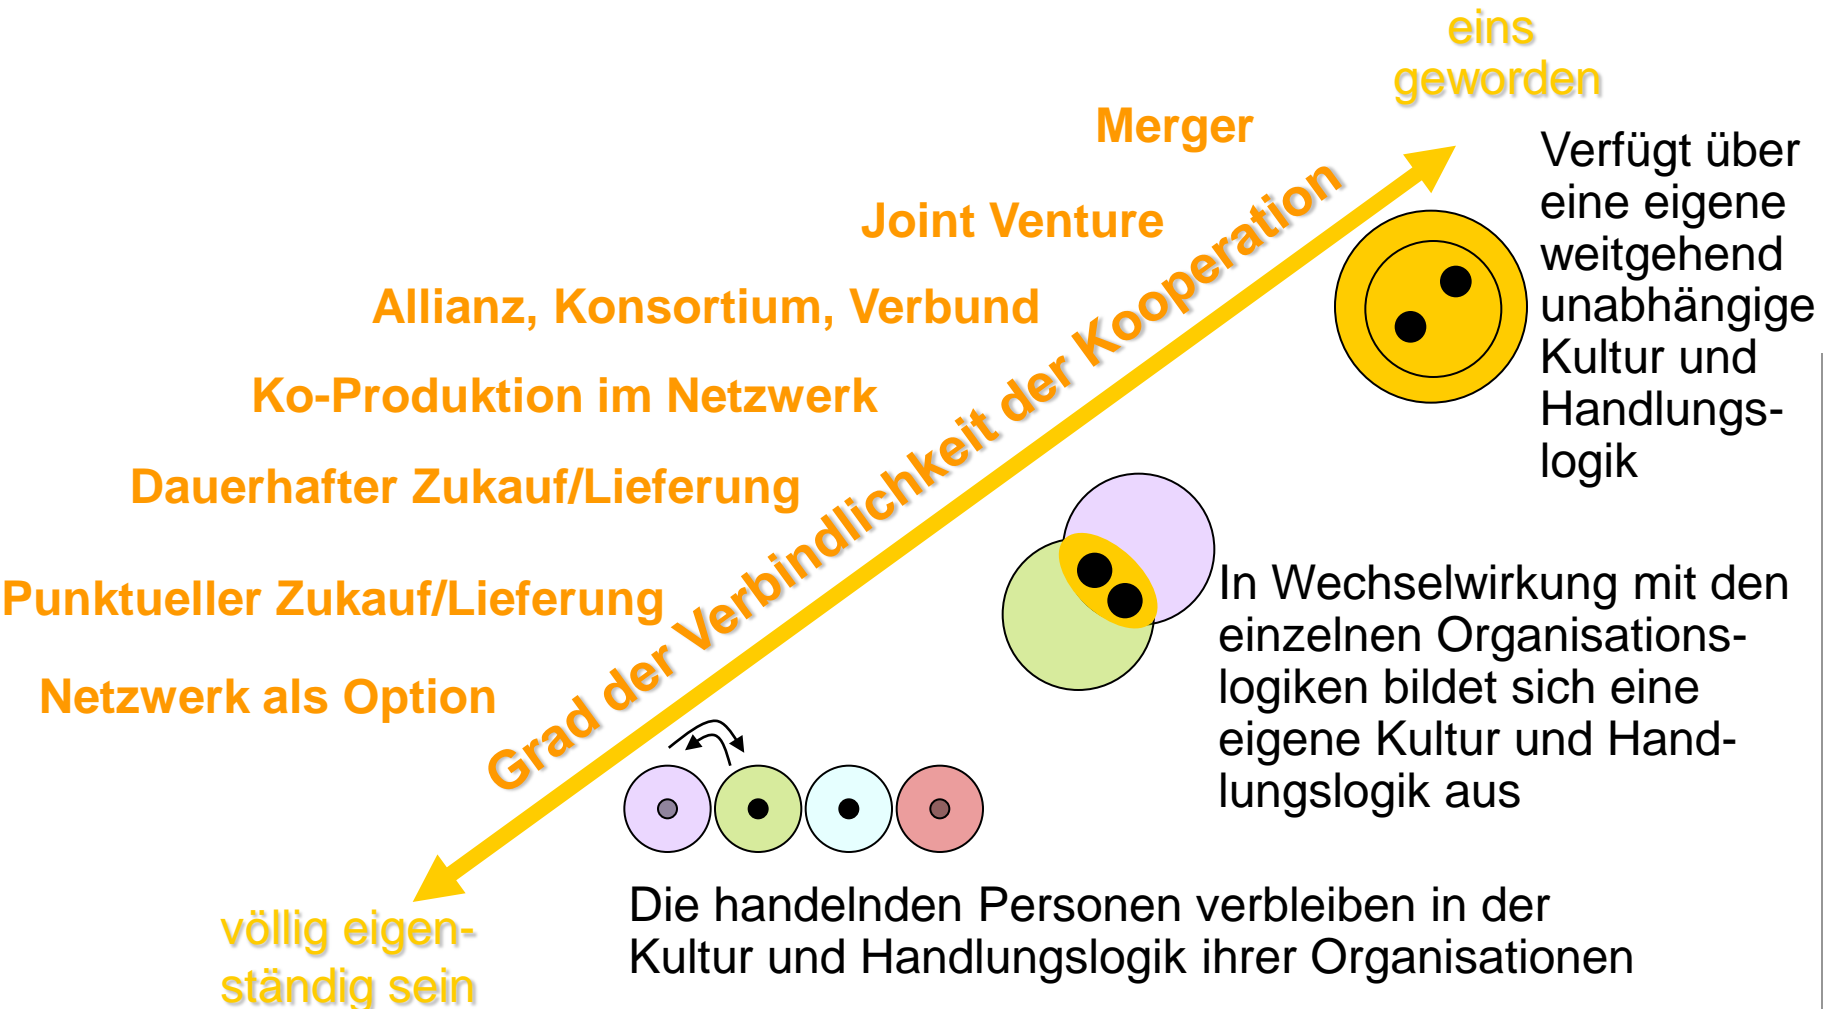 eins
geworden
Merger
Joint Venture
Allianz, Konsortium, Verbund
Ko-Produktion im Netzwerk
Dauerhafter Zukauf/Lieferung
Punktueller Zukauf/Lieferung
Netzwerk als Option
Grad der Verbindlichkeit der Kooperation
völlig eigen-
ständig sein
Verfügt über
eine eigene
weitgehend
unabhängige
Kultur und
Handlungs-
logik
In Wechselwirkung mit den
einzelnen Organisations-
logiken bildet sich eine
eigene Kultur und Hand-
lungslogik aus
Die handelnden Personen verbleiben in der
Kultur und Handlungslogik ihrer Organisationen